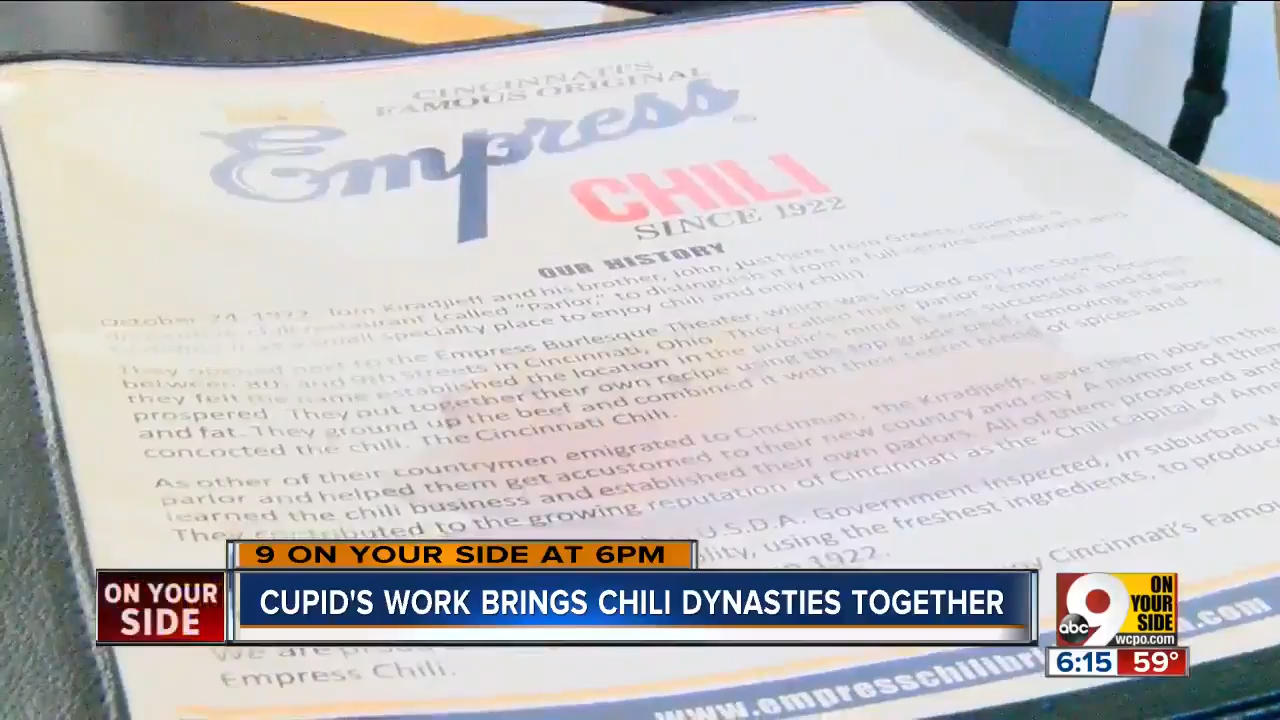 CINCINNATI'S
FAMOUS ORIGINAL
Empress
CHILI
SINCE 1922
OUR HISTORY
October 24, 1922, Tom Kiradjieff and his brother, John, just here from Greece, opened a
chili restaurant (called "Parlor," to distinguish it from a full service restaurant and
small specialty place to enjoy chili and only chili).
They opened next to the Empress Burlesque Theater, which was located on Vine Street
between 8th and 9th Streets in Cincinnati, Ohio. They called their parlor "Empress" because
they felt the name established the location in the public's mind. It was successful and they
prospered. They put together their own recipe using the top grade beef, removing the bone
and fat. They ground up the beef and combined it with their secret blend of spices and
concocted the chili. The Cincinnati Chili.
As other of their countrymen emigrated to Cincinnati, the Kiradjieffs gave them jobs in the
parlor and helped them get accustomed to their new country and city. A number of them
learned the chili business and established their own parlors. All of them prospered and
They contributed to the growing reputation of Cincinnati as the "Chili Capital of Ame
U.S.D.A. Government inspected, in suburban W
ility, using the freshest ingredients, to produc
1922.
Cincinnati's Famou
We are
Empress Chili.
www.empresschilibr
.com
9 ON YOUR SIDE AT 6PM
ON YOUR
SIDE
CUPID'S WORK BRINGS CHILI DYNASTIES TOGETHER
abc 9
ON
YOUR
SIDE
wcpo.com
6:15 59°